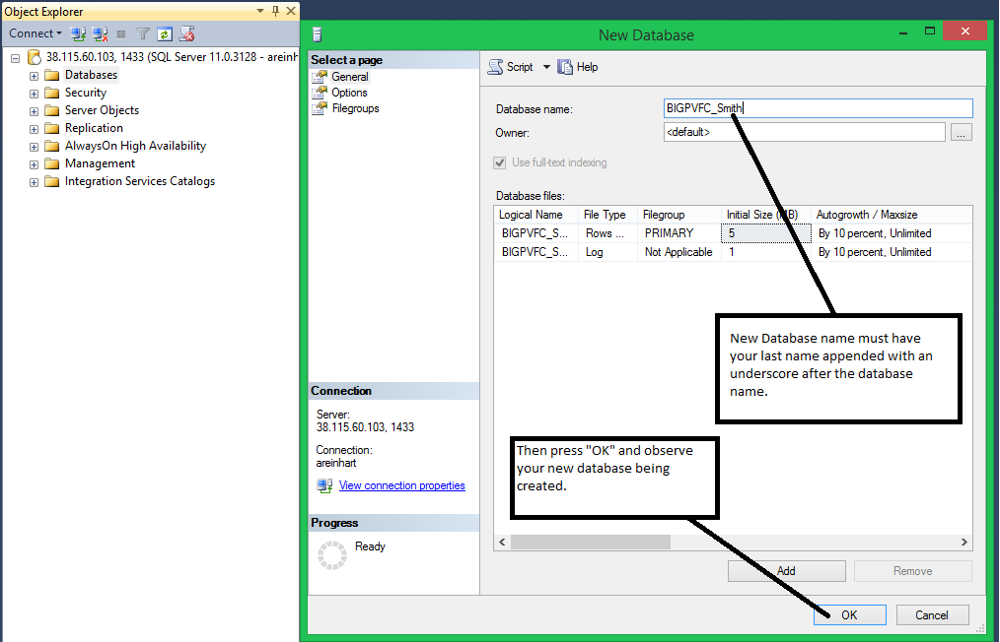 Object Explorer
Connect
38.115.60.103, 1433 (SQL Server 11.0.3128 - areinh
Databases
Security
Server Objects
Replication
AlwaysOn High Availability
Management
Integration Services Catalogs
New Database
Select a page
General
Options
Filegroups
Script
Help
Database name:
BIGPVFC_Smith
Owner:
<default>
...
Use full-text indexing
Database files:
Logical Name File Type Filegroup Initial Size (MB) Autogrowth / Maxsize
BIGPVFC_S... Rows ... PRIMARY 5 By 10 percent, Unlimited
BIGPVFC_S... Log Not Applicable 1 By 10 percent, Unlimited
New Database name must have
your last name appended with an
underscore after the database
name.
Then press "OK" and observe
your new database being
created.
Connection
Server:
38.115.60.103, 1433
Connection:
areinhart
View connection properties
Progress
Ready
Add
Remove
OK
Cancel